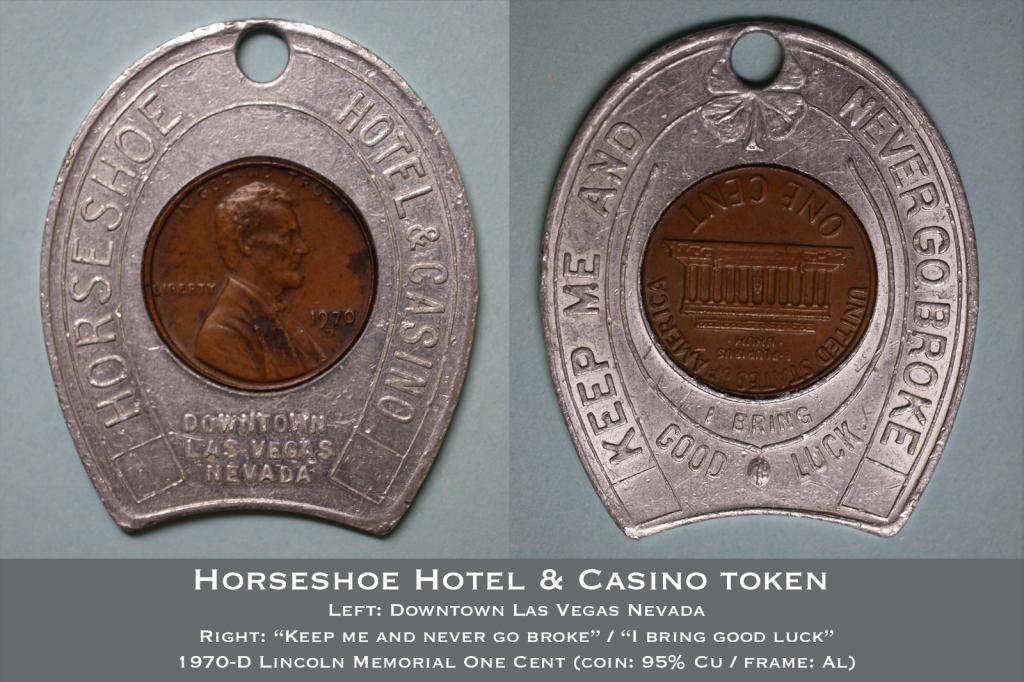 HORSESHOE
HOTEL & CASINO
IN GOD WE TRUST
LIBERTY
1970
D
DOWNTOWN
LAS VEGAS
NEVADA
KEEP ME AND
NEVER GO BROKE
ONE CENT
UNITED STATES OF AMERICA
E·PLURIBUS
UNUM
I BRING
GOOD LUCK
HORSESHOE HOTEL & CASINO TOKEN
LEFT: DOWNTOWN LAS VEGAS NEVADA
RIGHT: “KEEP ME AND NEVER GO BROKE” / “I BRING GOOD LUCK”
1970-D LINCOLN MEMORIAL ONE CENT (COIN: 95% CU / FRAME: AL)